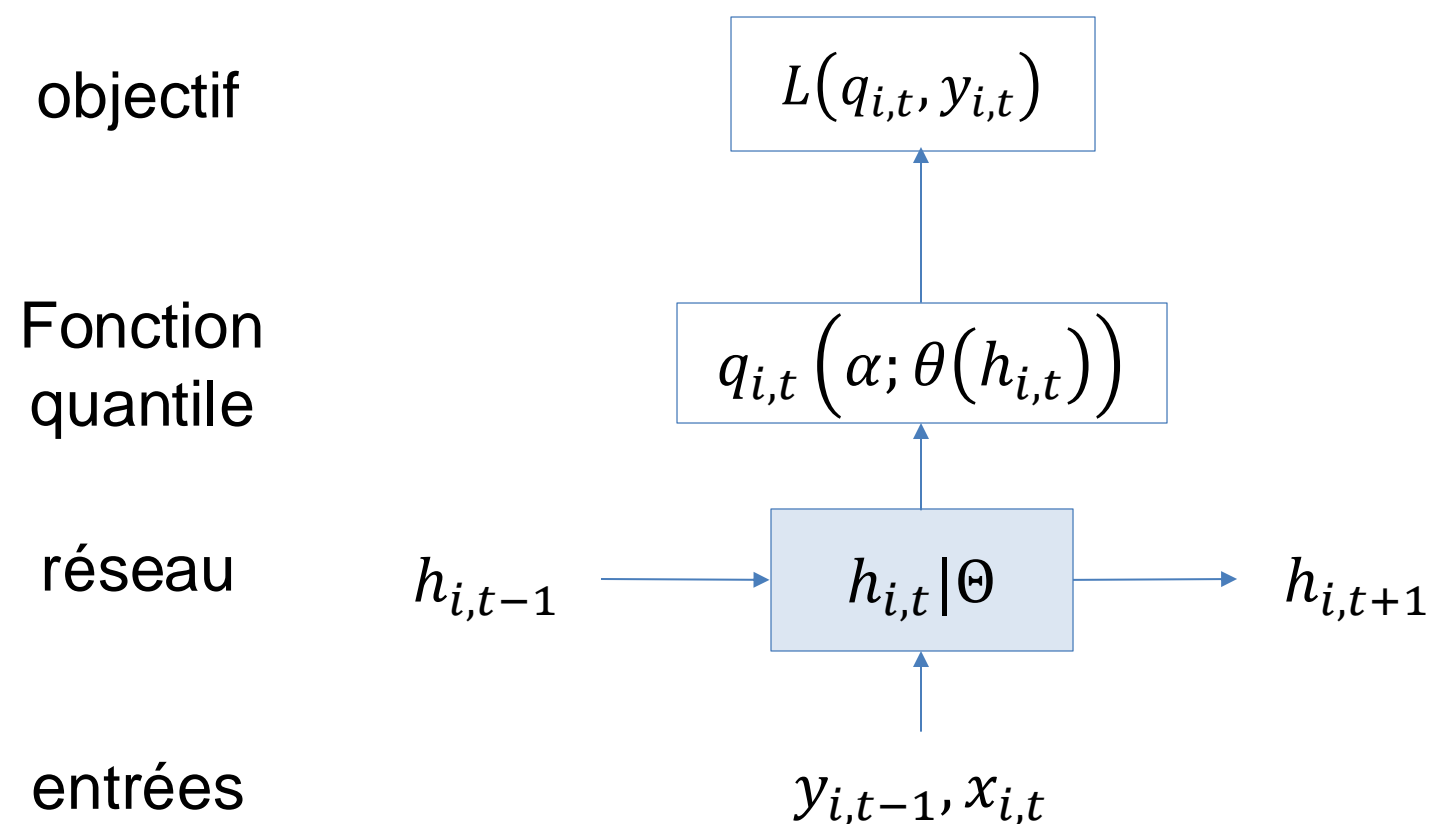 objectif
L(q_{i,t}, y_{i,t})
Fonction
quantile
q_{i,t}(α; θ(h_{i,t}))
réseau
h_{i,t−1}
h_{i,t}|Θ
h_{i,t+1}
entrées
y_{i,t−1}, x_{i,t}